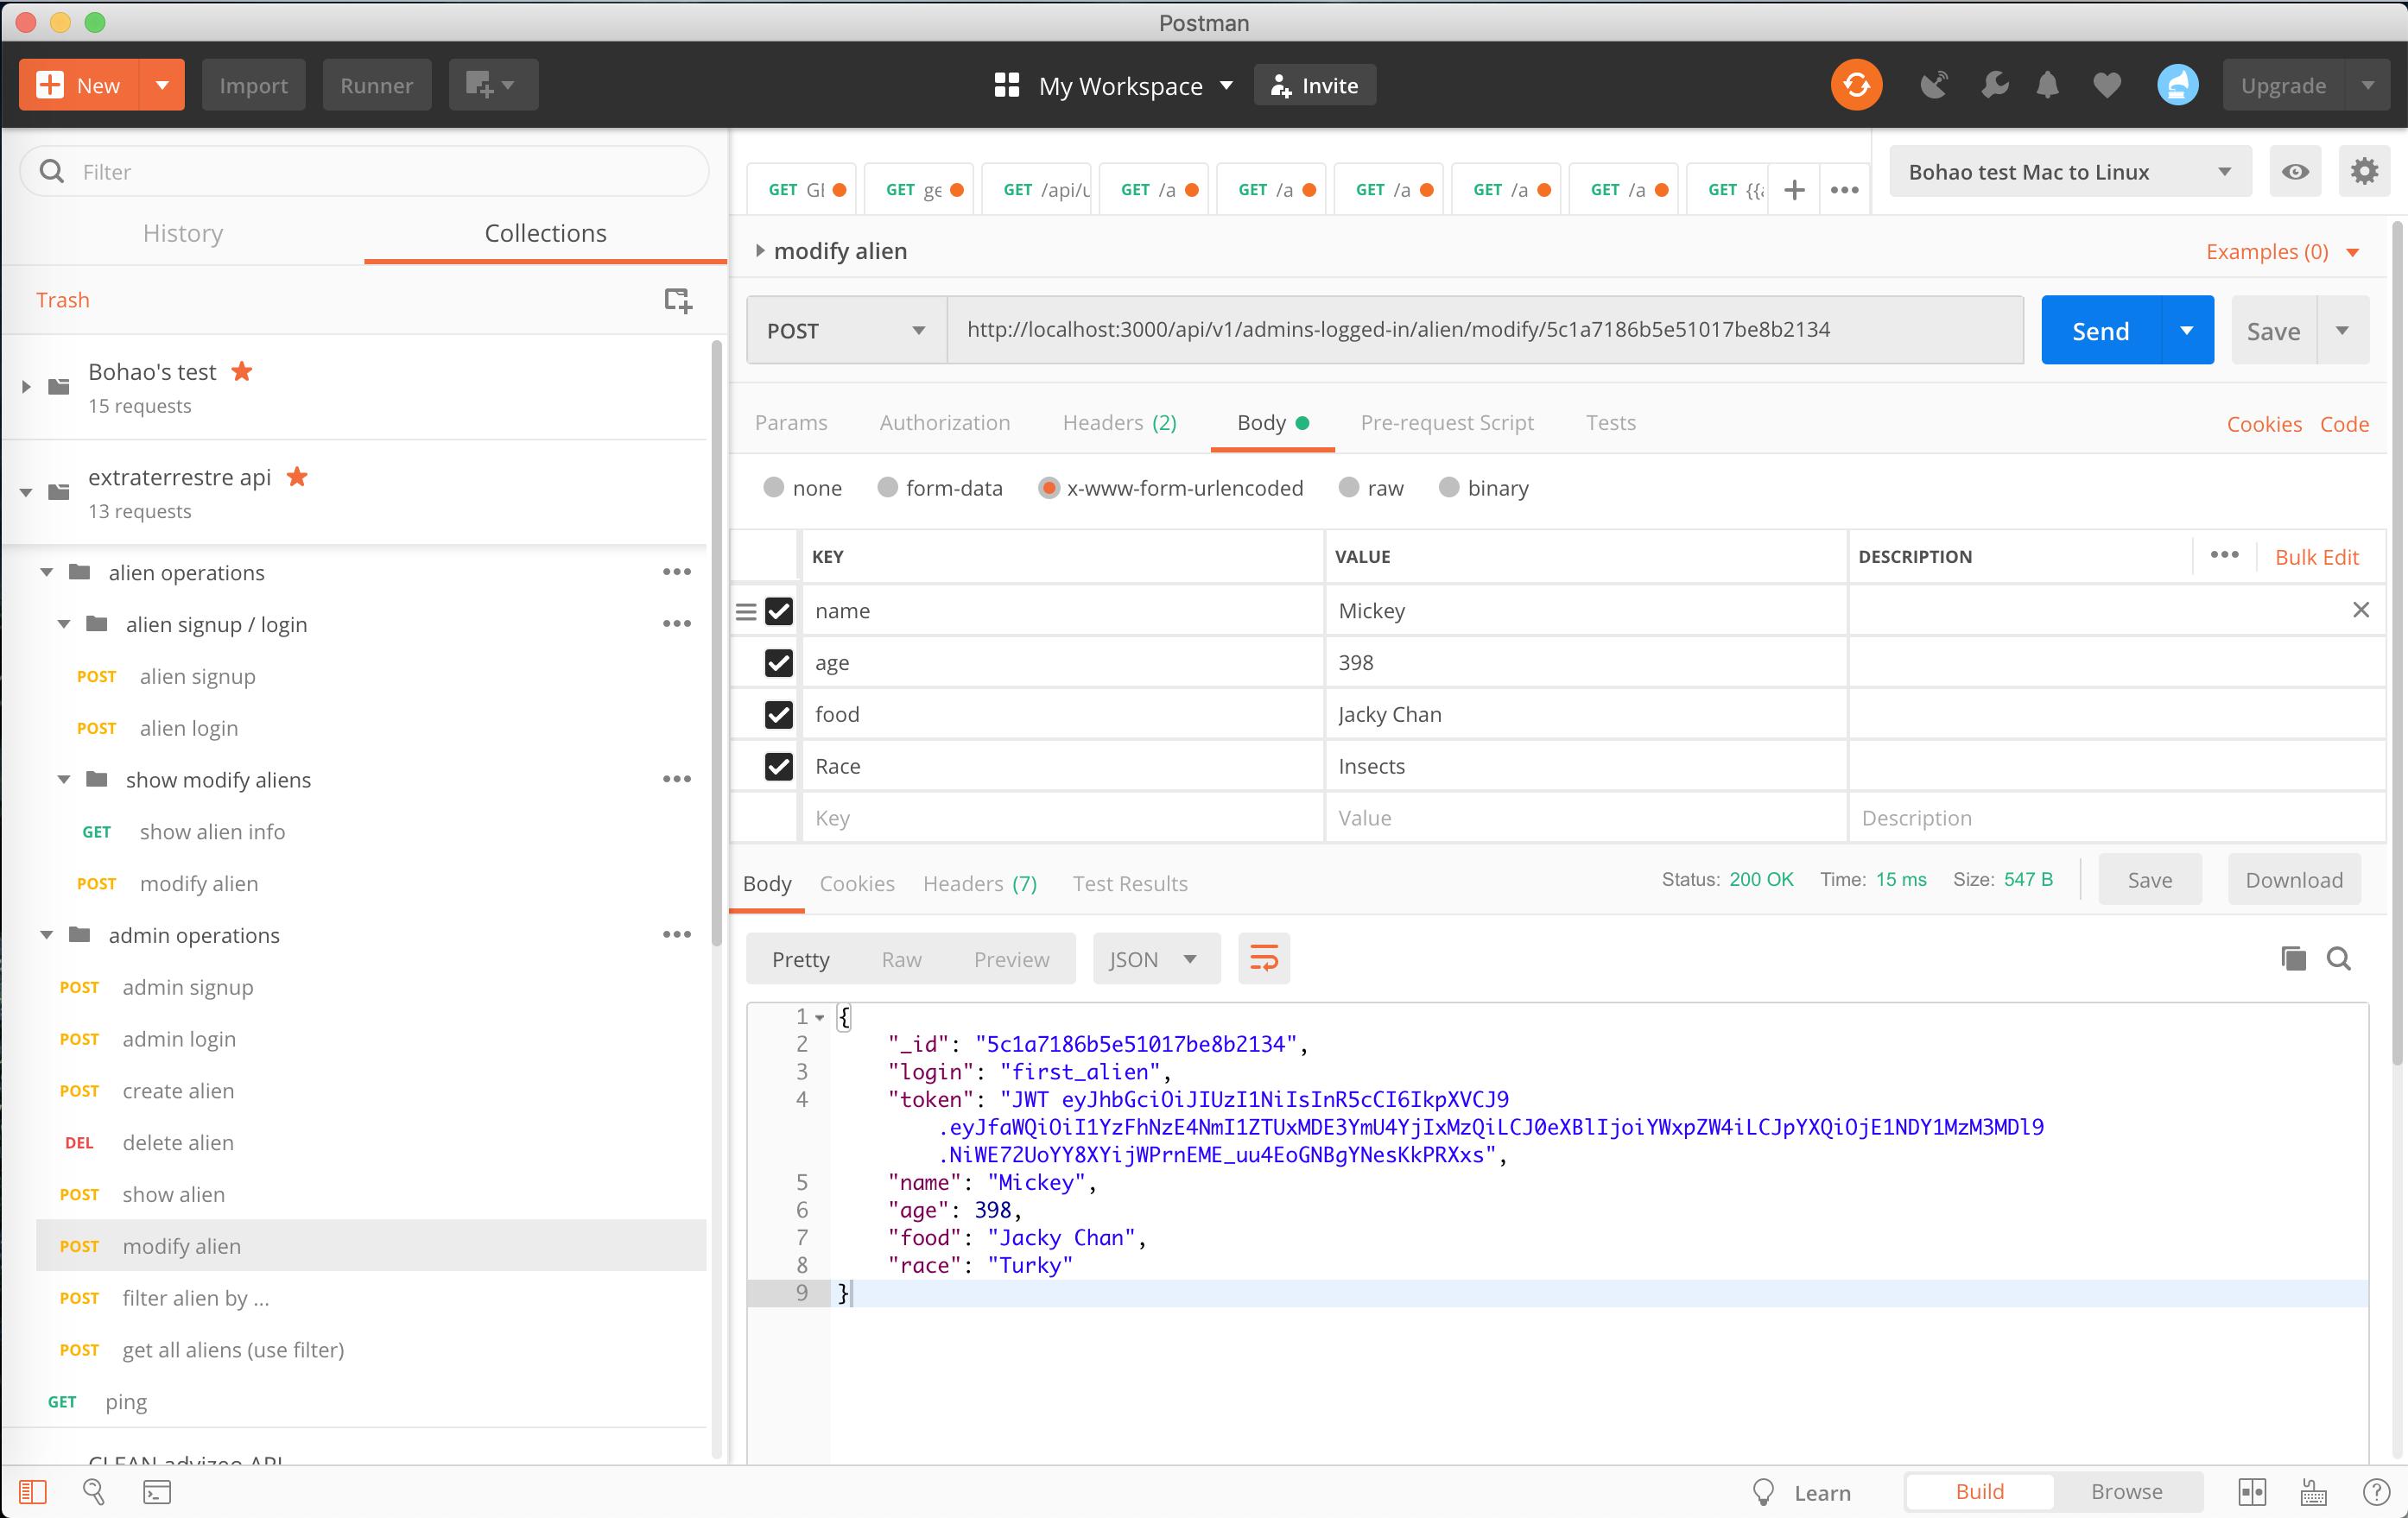 Postman
New
Import
Runner
My Workspace
Invite
Upgrade
Filter
History
Collections
Trash
Bohao's test
15 requests
extraterrestre api
13 requests
alien operations
alien signup / login
POST alien signup
POST alien login
show modify aliens
GET show alien info
POST modify alien
admin operations
POST admin signup
POST admin login
POST create alien
DEL delete alien
POST show alien
POST modify alien
POST filter alien by ...
POST get all aliens (use filter)
GET ping
CLEAN advizeo API
GET GI
GET ge
GET /api/u
GET /a
GET /a
GET /a
GET /a
GET /a
GET {{a
Bohao test Mac to Linux
modify alien
Examples (0)
POST
http://localhost:3000/api/v1/admins-logged-in/alien/modify/5c1a7186b5e51017be8b2134
Send
Save
Params
Authorization
Headers (2)
Body
Pre-request Script
Tests
Cookies
Code
none
form-data
x-www-form-urlencoded
raw
binary
KEY VALUE DESCRIPTION
Bulk Edit
name Mickey
age 398
food Jacky Chan
Race Insects
Key Value Description
Body
Cookies
Headers (7)
Test Results
Status: 200 OK
Time: 15 ms
Size: 547 B
Save
Download
Pretty
Raw
Preview
JSON
1 {
2 "_id": "5c1a7186b5e51017be8b2134",
3 "login": "first_alien",
4 "token": "JWT eyJhbGciOiJIUzI1NiIsInR5cCI6IkpXVCJ9
.eyJfaWQiOiI1YzFhNzE4NmI1ZTUxMDE3YmU4YjIxMzQiLCJ0eXBlIjoiYWxpZW4iLCJpYXQiOjE1NDY1MzM3MDl9
.NiWE72UoYY8XYijWPrnEME_uu4EoGNBgYNesKkPRXxs",
5 "name": "Mickey",
6 "age": 398,
7 "food": "Jacky Chan",
8 "race": "Turky"
9 }
Learn
Build
Browse